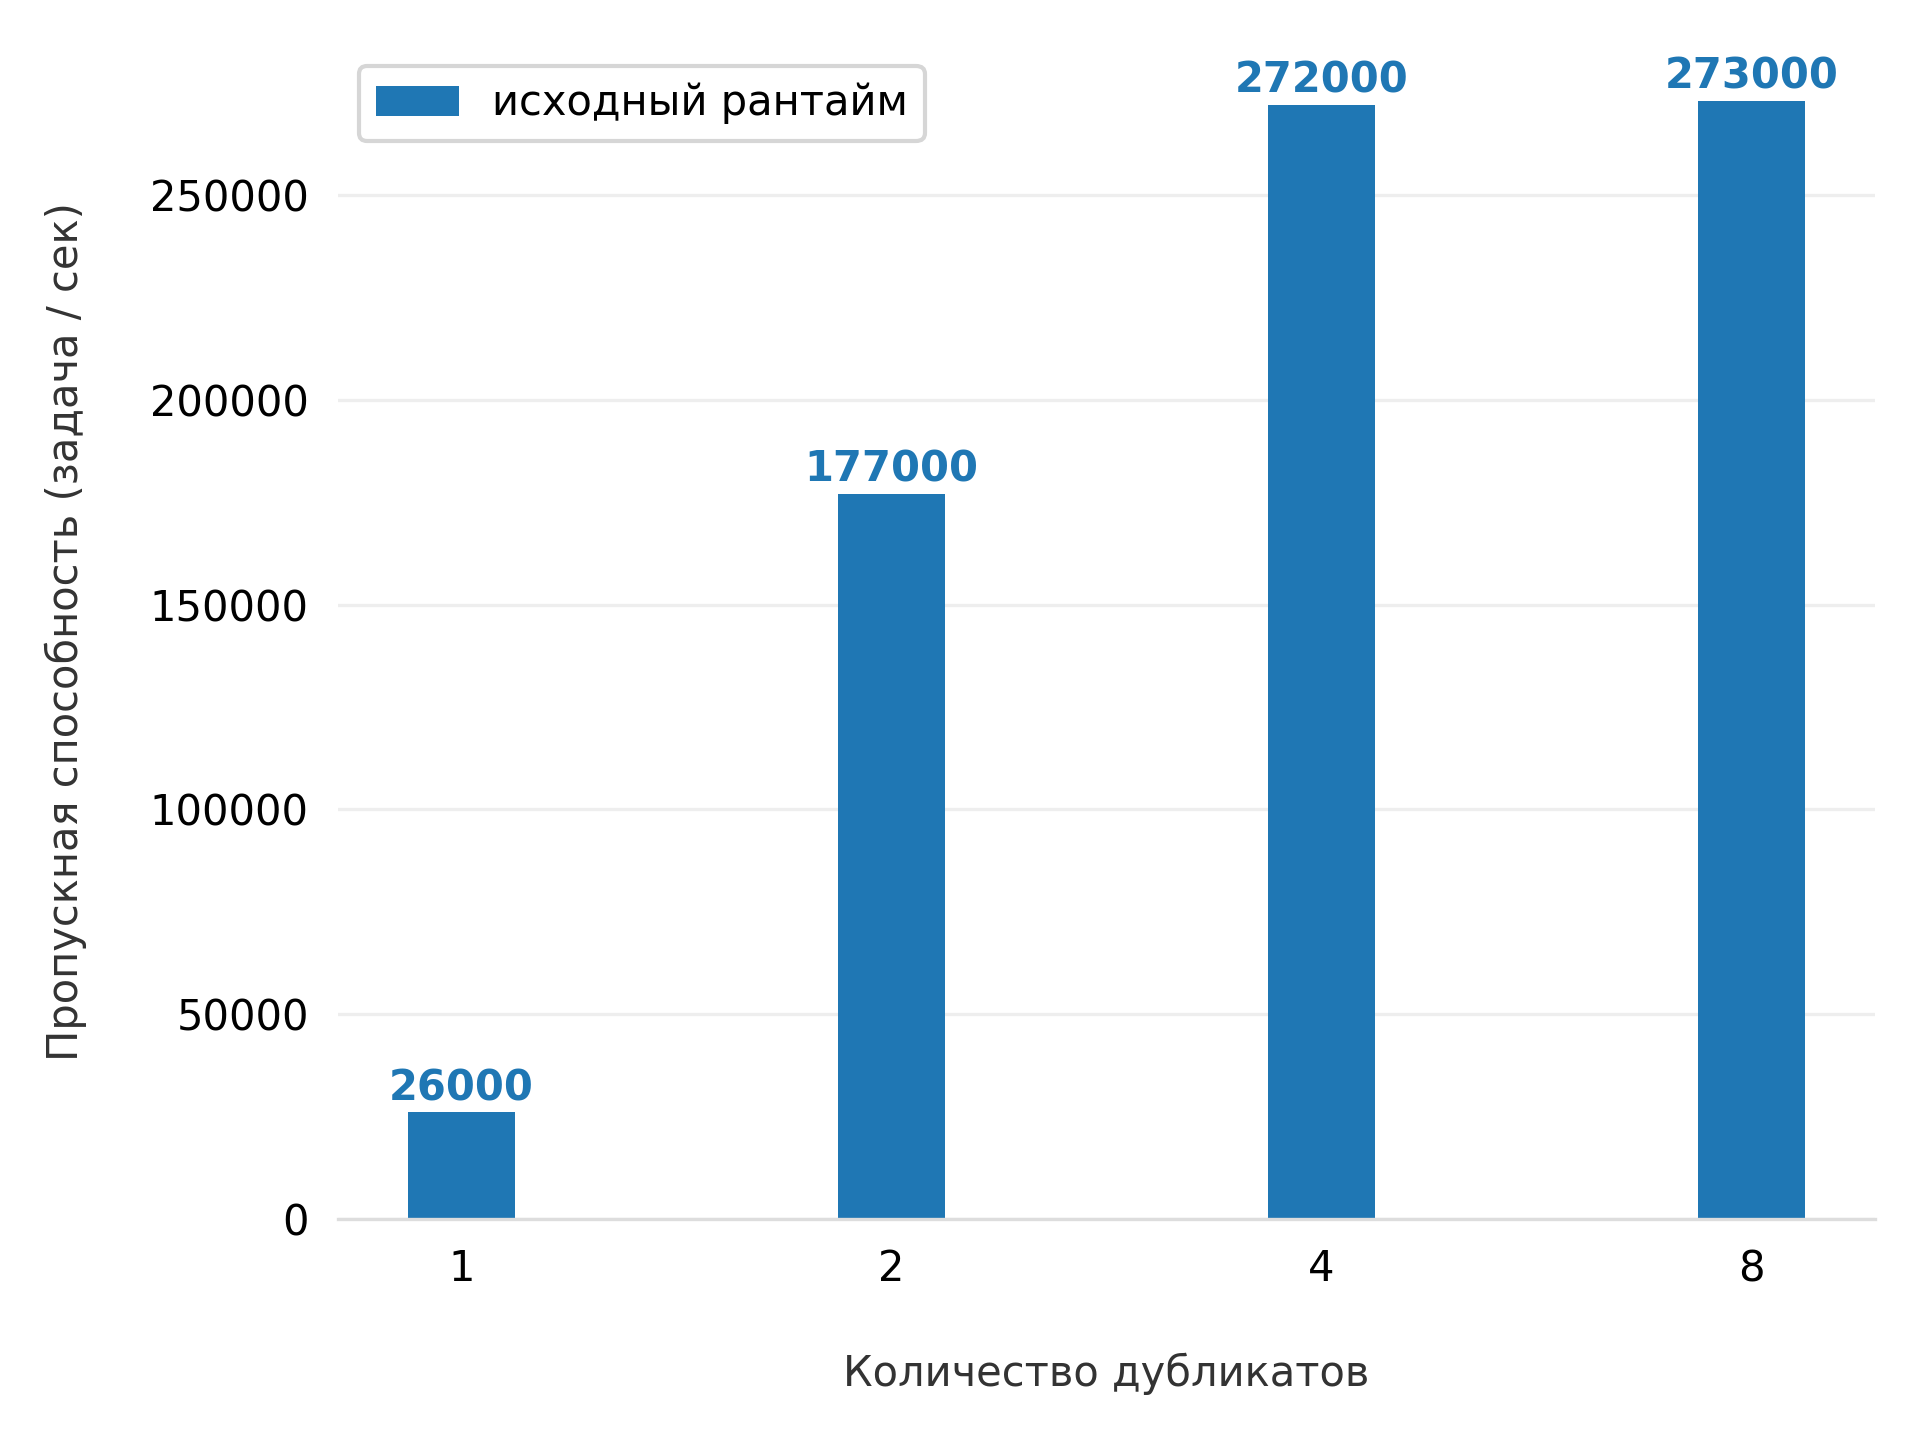 исходный рантайм
272000
273000
177000
26000
250000
200000
150000
100000
50000
0
Пропускная способность (задача / сек)
1 2 4 8
Количество дубликатов